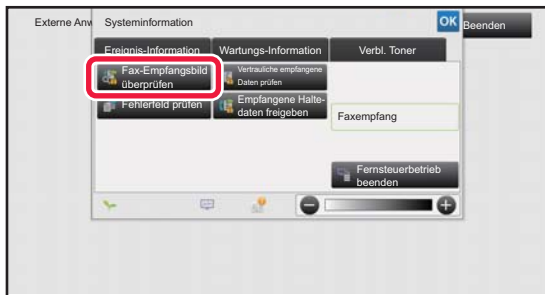 Externe Anw
Systeminformation
OK
Beenden
Ereignis-Information
Wartungs-Information
Verbl. Toner
Fax-Empfangsbild
überprüfen
Vertrauliche empfangene
Daten prüfen
Fehlerfeld prüfen
Empfangene Halte-
daten freigeben
Faxempfang
Fernsteuerbetrieb
beenden